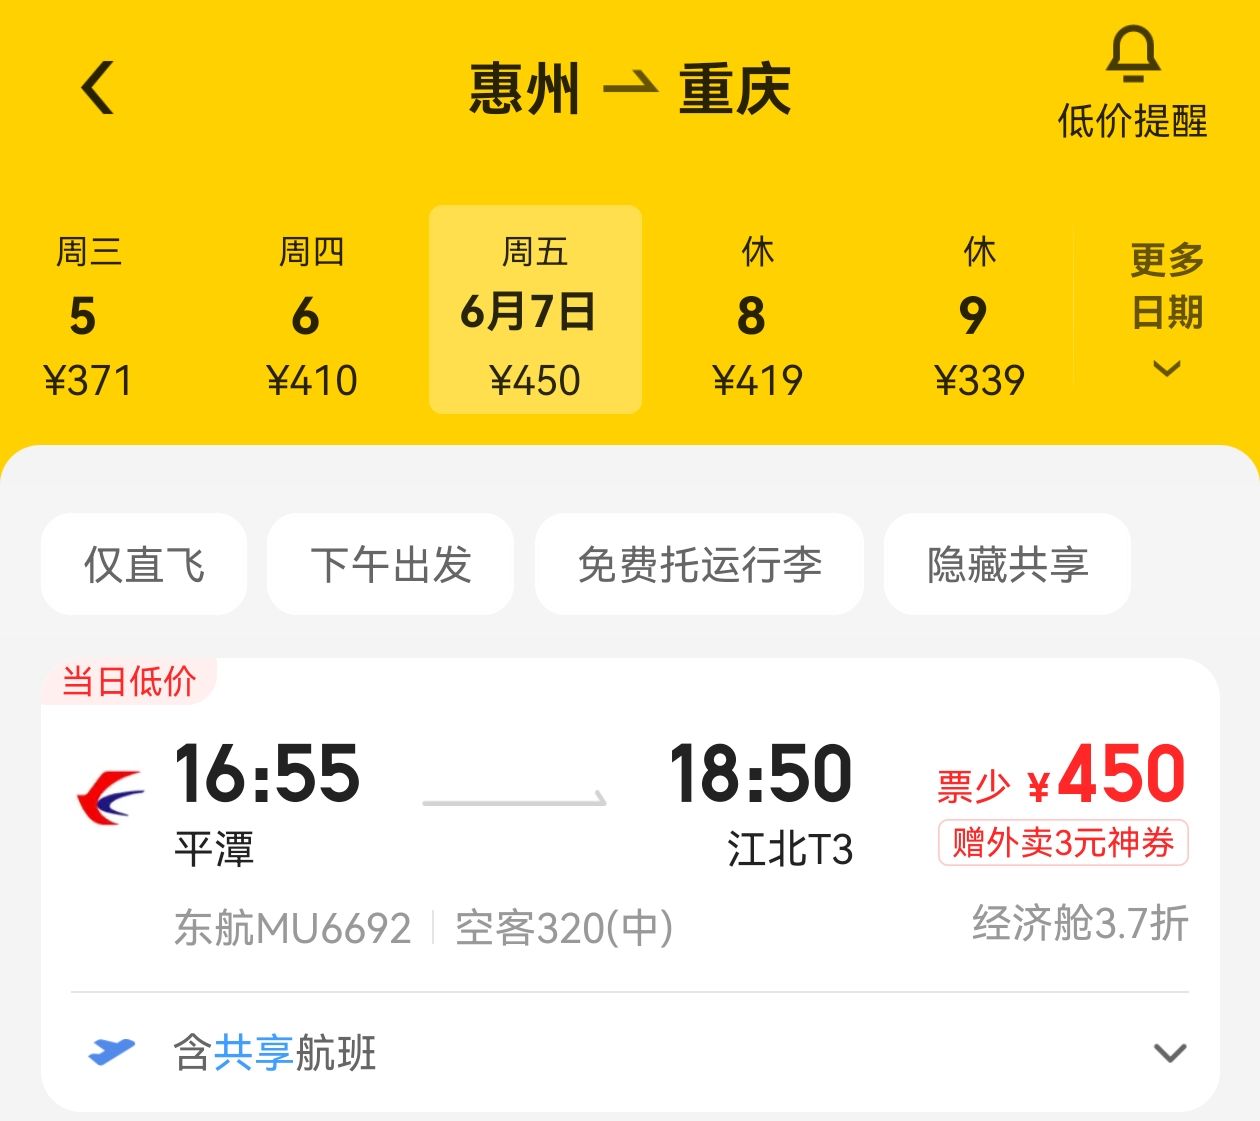 惠州 重庆
低价提醒
周三 周四 周五 休 休
5 6 6月7日 8 9
¥371 ¥410 ¥450 ¥419 ¥339
更多
日期
仅直飞 下午出发 免费托运行李 隐藏共享
当日低价
16:55 18:50 票少 ¥450
平潭 江北T3 赠外卖3元神券
东航MU6692 空客320(中) 经济舱3.7折
含共享航班